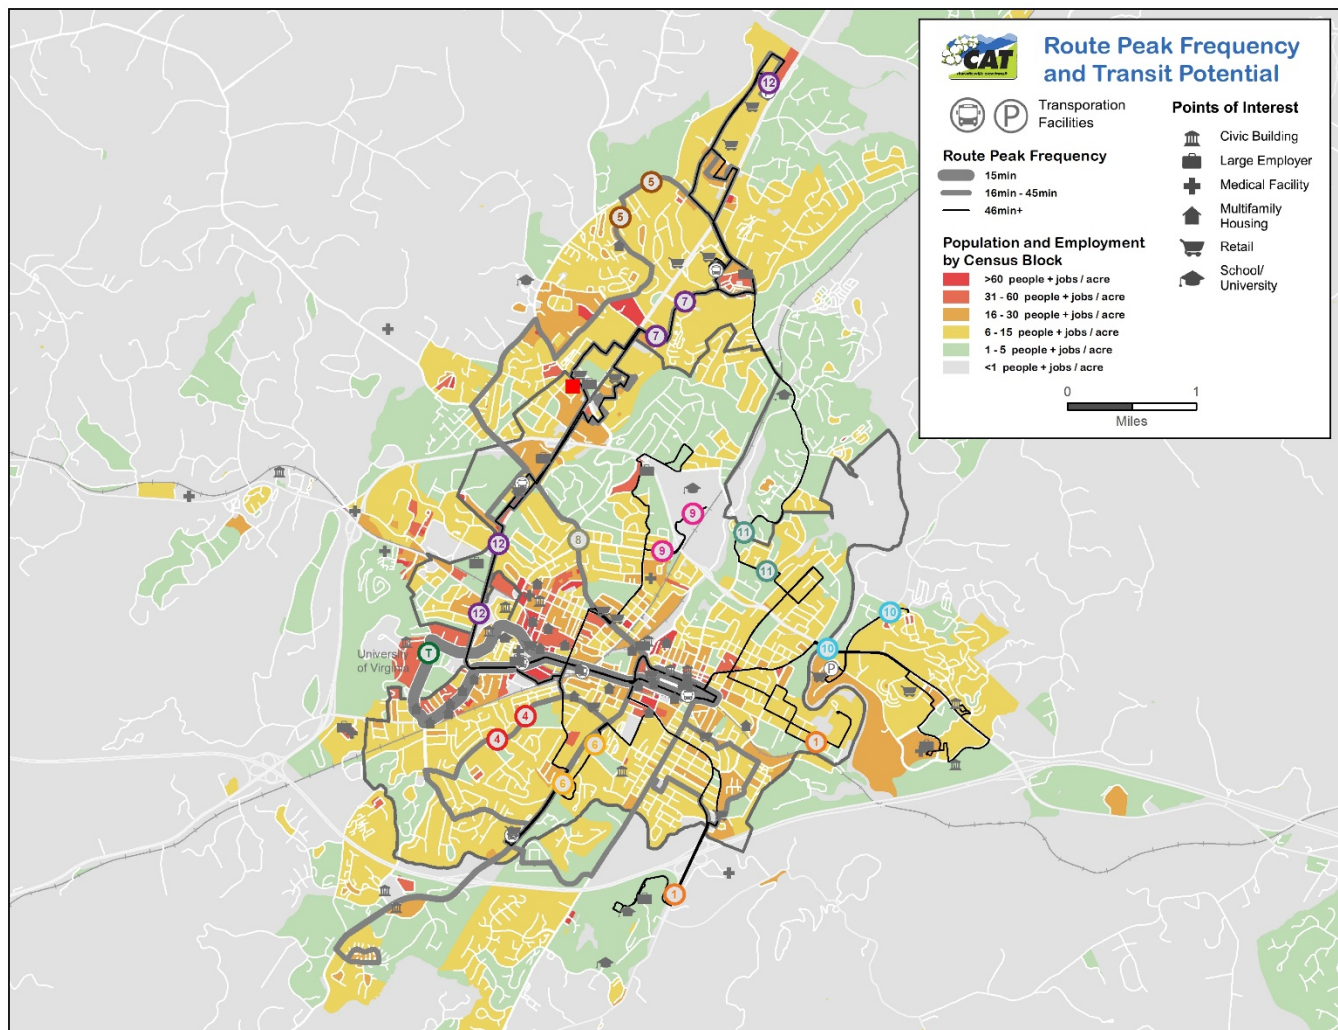 CAT
Route Peak Frequency
and Transit Potential
Transporation
Facilities
Route Peak Frequency
15min
16min - 45min
46min+
Population and Employment
by Census Block
>60 people + jobs / acre
31 - 60 people + jobs / acre
16 - 30 people + jobs / acre
6 - 15 people + jobs / acre
1 - 5 people + jobs / acre
<1 people + jobs / acre
Points of Interest
Civic Building
Large Employer
Medical Facility
Multifamily
Housing
Retail
School/
University
0 1
Miles
P
12
5
5
7
7
9
9
8
11
11
12
12
10
10
P
T
University
of Virginia
4
4
6
1
1